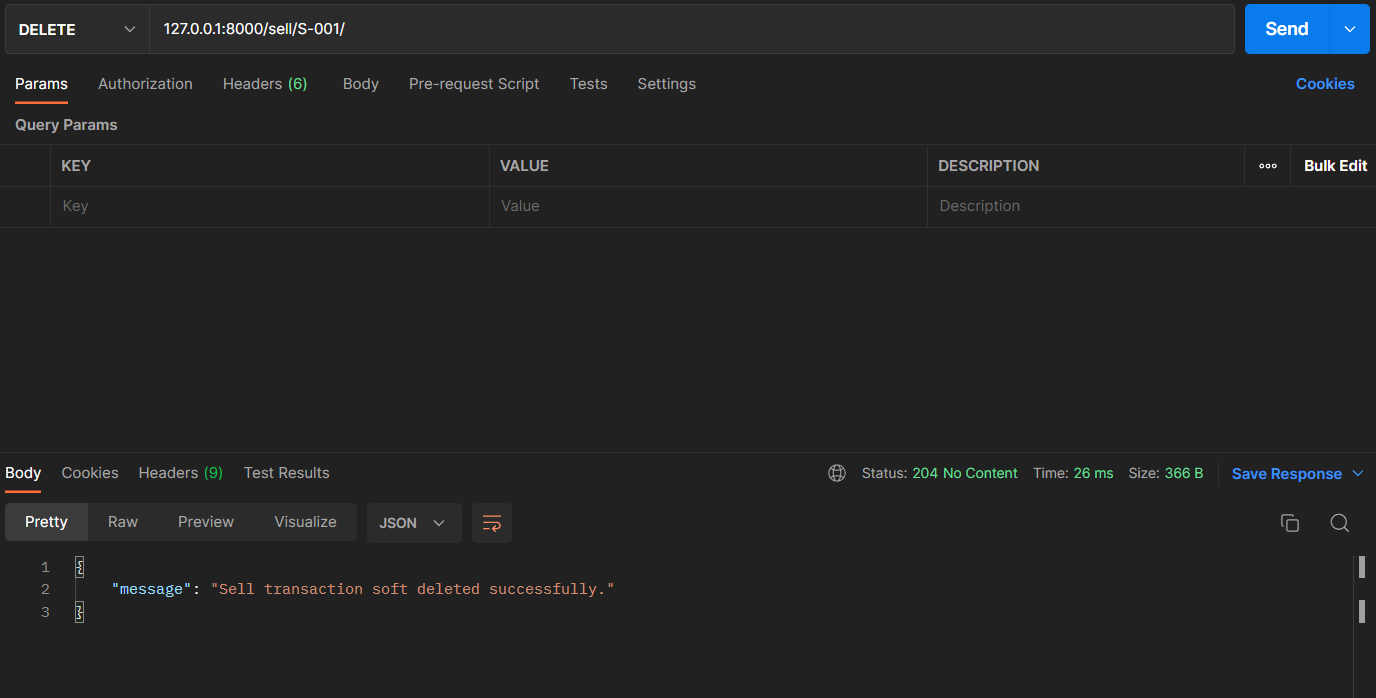 DELETE 127.0.0.1:8000/sell/S-001/ Send
Params Authorization Headers (6) Body Pre-request Script Tests Settings Cookies
Query Params
KEY VALUE DESCRIPTION ooo Bulk Edit
Key Value Description
Body Cookies Headers (9) Test Results Status: 204 No Content Time: 26 ms Size: 366 B Save Response
Pretty Raw Preview Visualize JSON
1 {
2 "message": "Sell transaction soft deleted successfully."
3 }